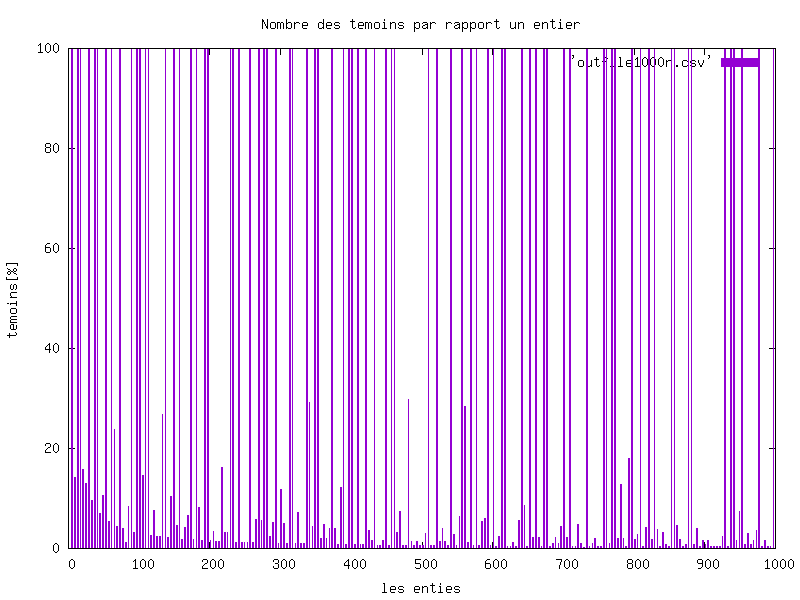 Nombre des temoins par rapport un entier
'outfile1000n.csv'
temoins[%]
100
80
60
40
20
0
0 100 200 300 400 500 600 700 800 900 1000
les enties